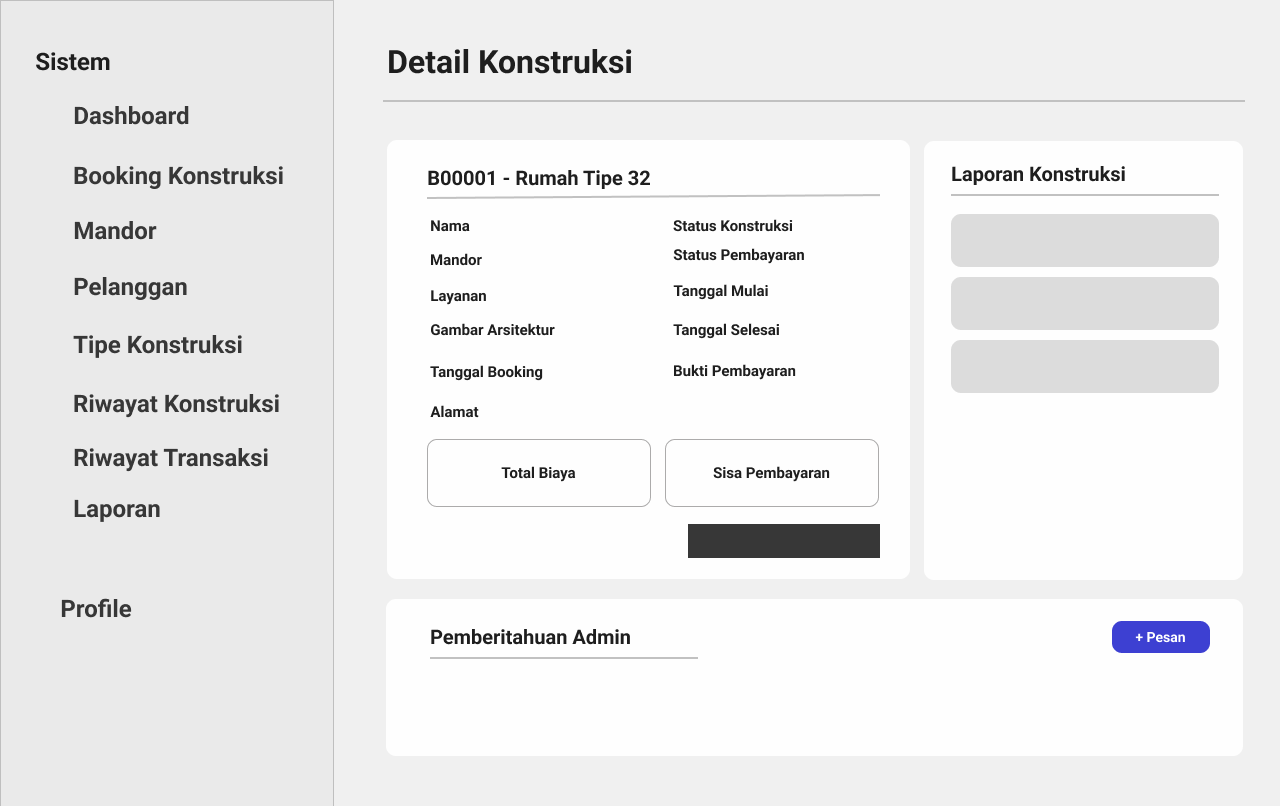 Sistem
Dashboard
Booking Konstruksi
Mandor
Pelanggan
Tipe Konstruksi
Riwayat Konstruksi
Riwayat Transaksi
Laporan
Profile
Detail Konstruksi
B00001 - Rumah Tipe 32
Nama
Mandor
Layanan
Gambar Arsitektur
Tanggal Booking
Alamat
Status Konstruksi
Status Pembayaran
Tanggal Mulai
Tanggal Selesai
Bukti Pembayaran
Total Biaya
Sisa Pembayaran
Laporan Konstruksi
Pemberitahuan Admin
+ Pesan